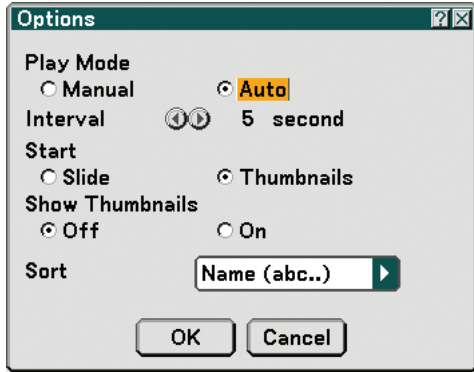 Options
Play Mode
Manual Auto
Interval 5 second
Start
Slide Thumbnails
Show Thumbnails
Off On
Sort Name (abc..)
OK Cancel